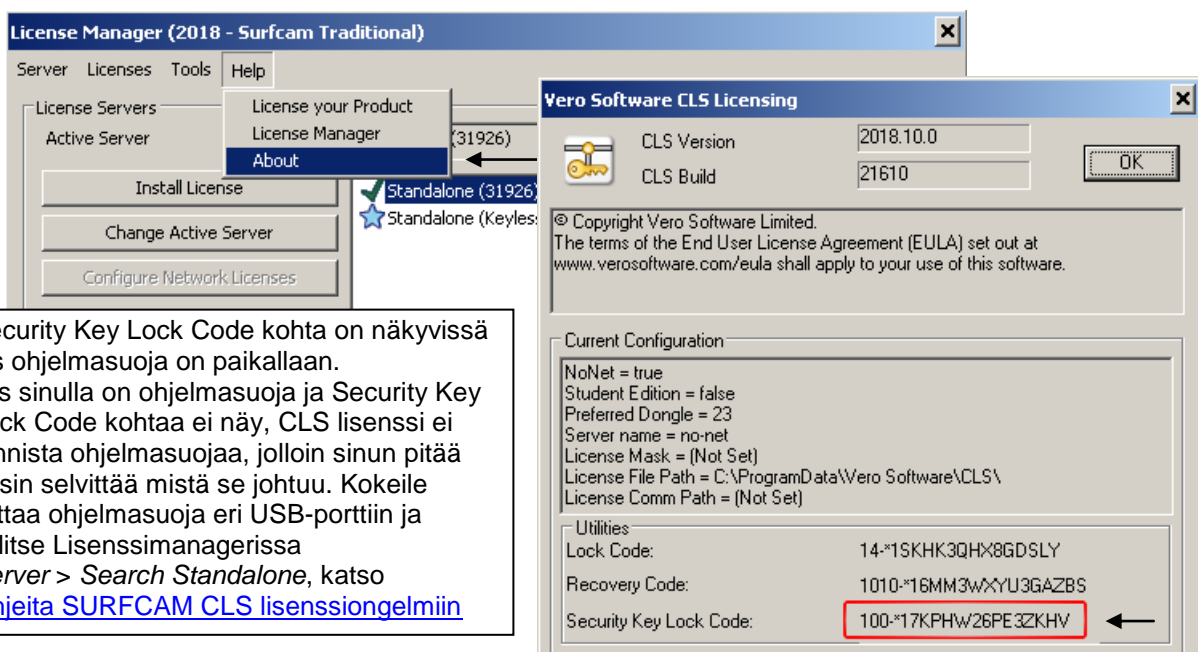 License Manager (2018 - Surfcam Traditional)
Server Licenses Tools Help
License Servers
Active Server
(31926)
License your Product
License Manager
About
Install License
Change Active Server
Configure Network Licenses
Standalone (31926)
Standalone (Keyles
ecurity Key Lock Code kohta on näkyvissä
s ohjelmasuoja on paikallaan.
s sinulla on ohjelmasuoja ja Security Key
ck Code kohtaa ei näy, CLS lisenssi ei
nnista ohjelmasuojaa, jolloin sinun pitää
sin selvittää mistä se johtuu. Kokeile
ttaa ohjelmasuoja eri USB-porttiin ja
litse Lisenssimanagerissa
erver > Search Standalone, katso
hjeita SURFCAM CLS lisenssiongelmiin
Vero Software CLS Licensing
CLS Version 2018.10.0
CLS Build 21610
OK
© Copyright Vero Software Limited.
The terms of the End User License Agreement (EULA) set out at
www.verosoftware.com/eula shall apply to your use of this software.
Current Configuration
NoNet = true
Student Edition = false
Preferred Dongle = 23
Server name = no-net
License Mask = (Not Set)
License File Path = C:\ProgramData\Vero Software\CLS\
License Comm Path = (Not Set)
Utilities
Lock Code: 14-*1SKHK3QHX8GDSLY
Recovery Code: 1010-*16MM3WXYU3GAZBS
Security Key Lock Code: 100-*17KPHW26PE3ZKHV